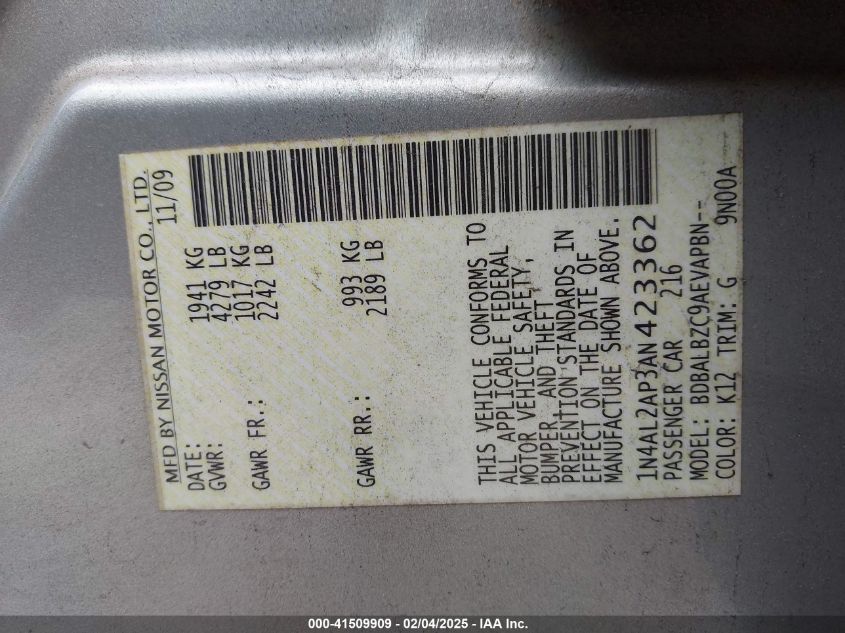 MFD BY NISSAN MOTOR CO., LTD.
DATE: 11/09
GVWR: 1941 KG
4279 LB
GAWR FR.: 1017 KG
2242 LB
GAWR RR.: 993 KG
2189 LB
THIS VEHICLE CONFORMS TO
ALL APPLICABLE FEDERAL
MOTOR VEHICLE SAFETY,
BUMPER, AND THEFT
PREVENTION STANDARDS IN
EFFECT ON THE DATE OF
MANUFACTURE SHOWN ABOVE.
1N4AL2AP3AN423362
PASSENGER CAR 216
MODEL: BDBALBZC9AEVAPBN--
COLOR: K12 TRIM: G 9N00A
000-41509909 - 02/04/2025 - IAA Inc.